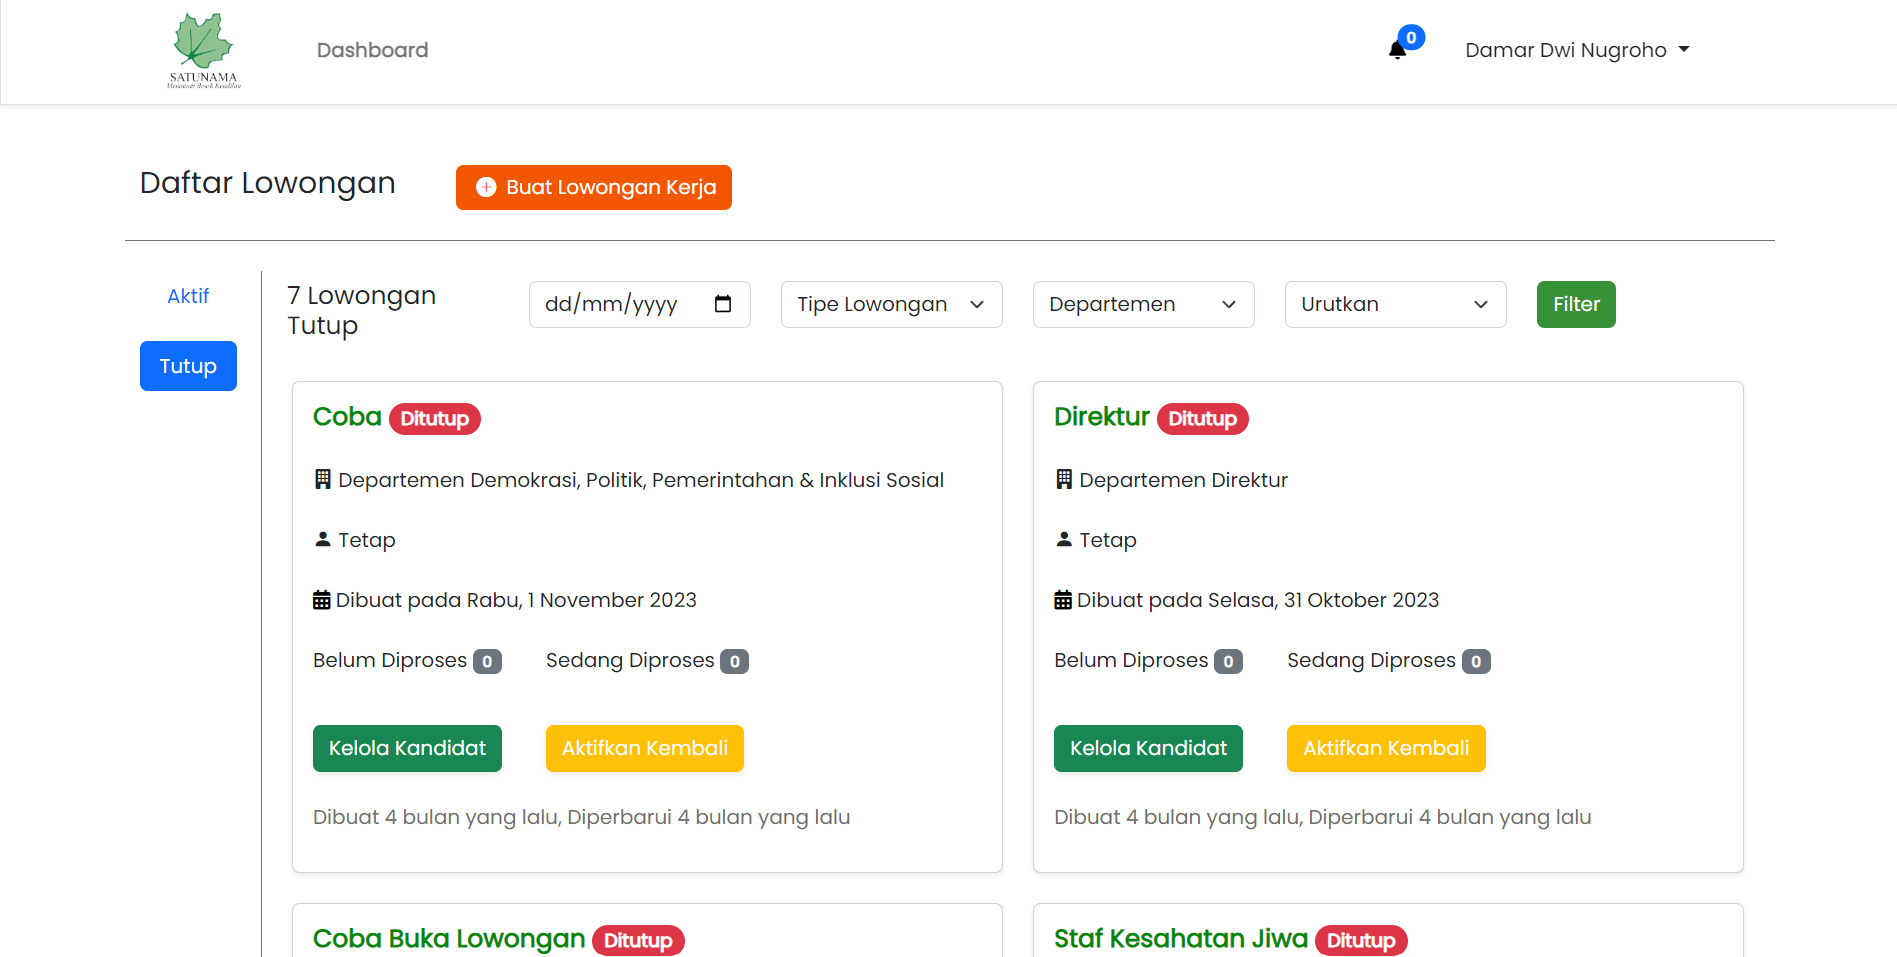 SATUNAMA
Dashboard
0
Damar Dwi Nugroho
Daftar Lowongan
Buat Lowongan Kerja
Aktif
Tutup
7 Lowongan
Tutup
dd/mm/yyyy
Tipe Lowongan
Departemen
Urutkan
Filter
Coba Ditutup
Departemen Demokrasi, Politik, Pemerintahan & Inklusi Sosial
Tetap
Dibuat pada Rabu, 1 November 2023
Belum Diproses 0 Sedang Diproses 0
Kelola Kandidat Aktifkan Kembali
Dibuat 4 bulan yang lalu, Diperbarui 4 bulan yang lalu
Direktur Ditutup
Departemen Direktur
Tetap
Dibuat pada Selasa, 31 Oktober 2023
Belum Diproses 0 Sedang Diproses 0
Kelola Kandidat Aktifkan Kembali
Dibuat 4 bulan yang lalu, Diperbarui 4 bulan yang lalu
Coba Buka Lowongan Ditutup
Staf Kesahatan Jiwa Ditutup